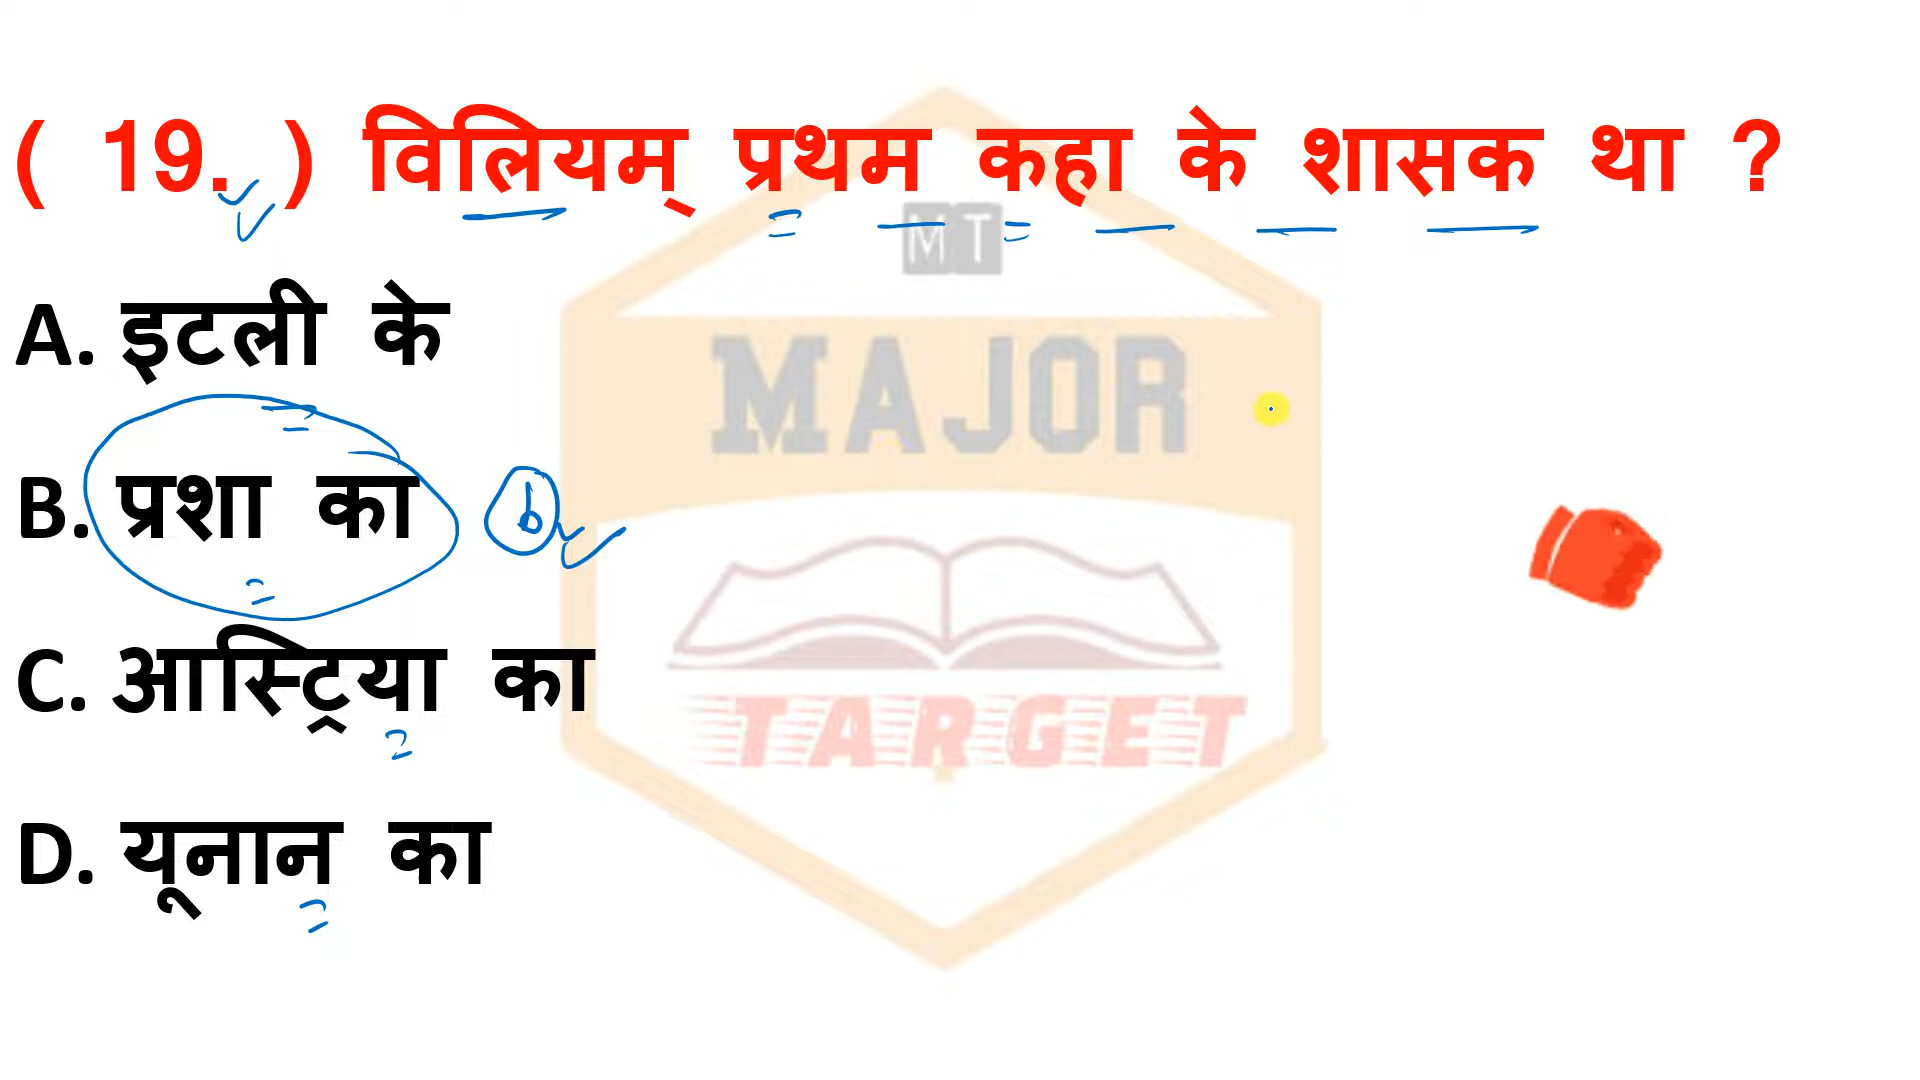 ( 19. ) विलियम् प्रथम कहा के शासक था ?
MT
MAJOR
A. इटली के
B. प्रशा का b
C. आस्ट्रिया का
TARGET
D. यूनान का